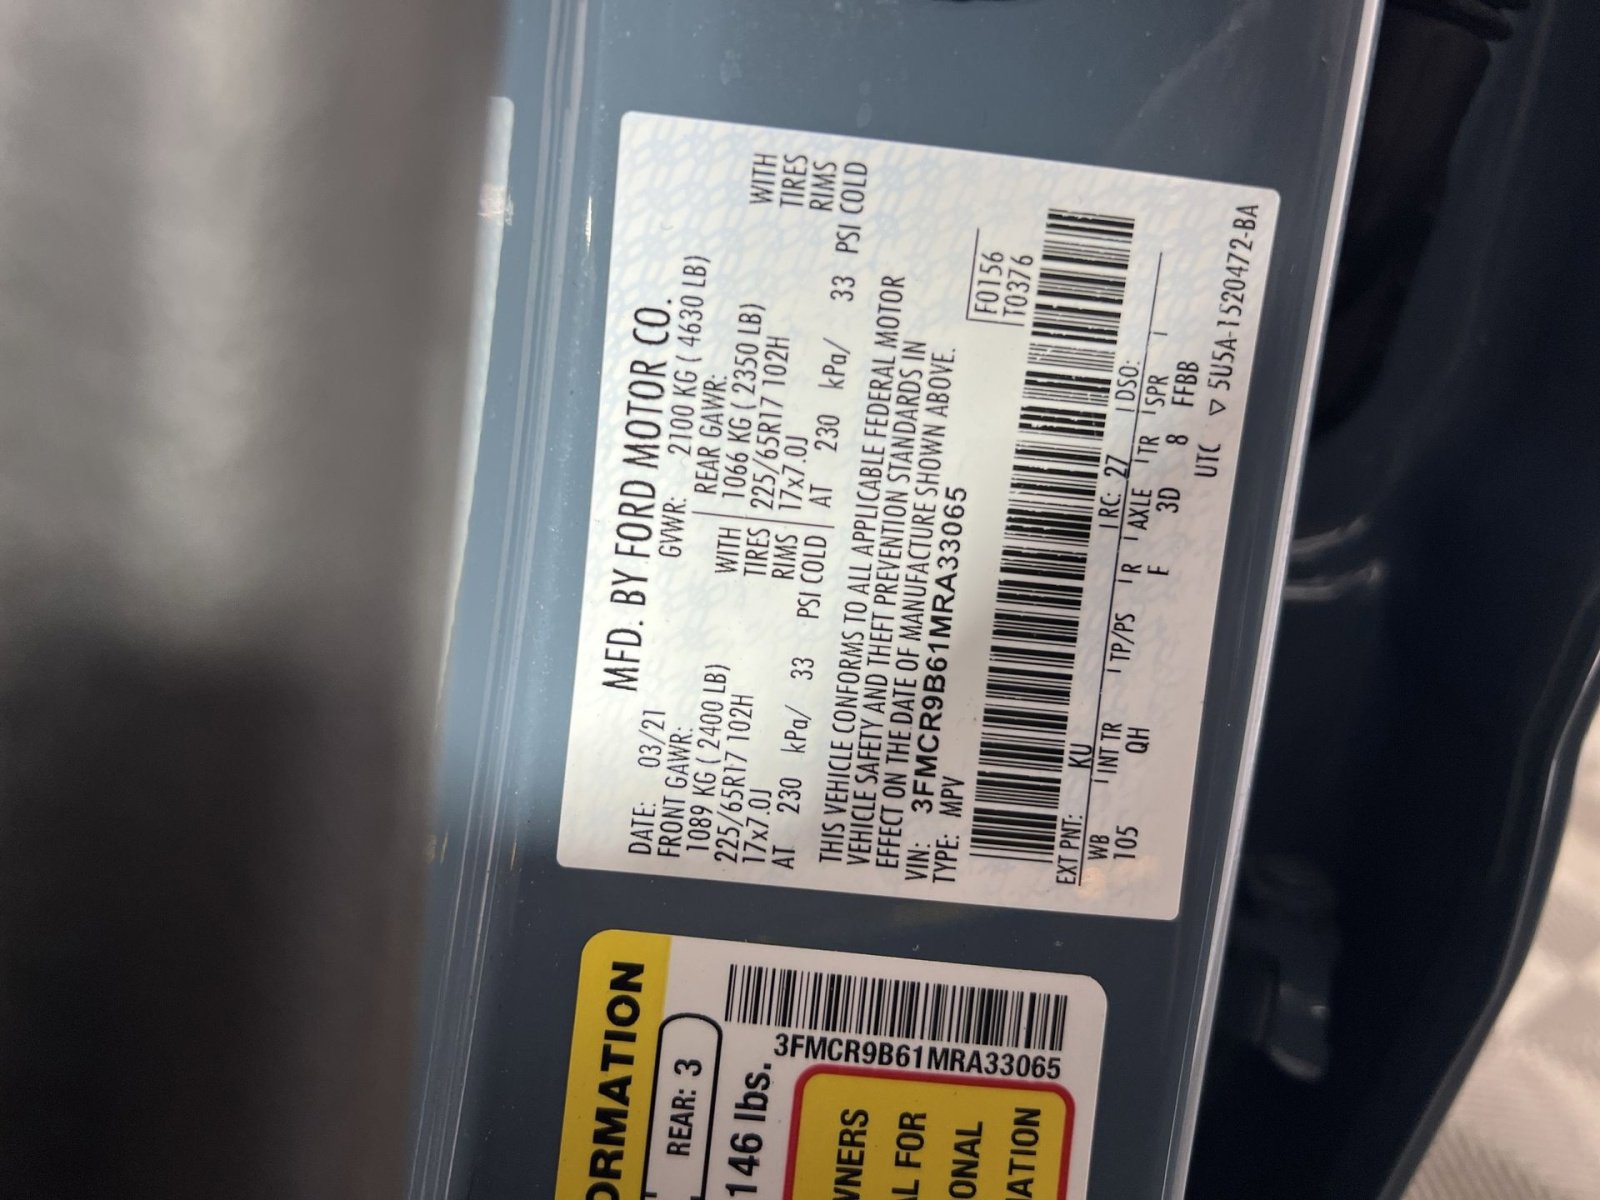 MFD. BY FORD MOTOR CO.
DATE: 03/21 GVWR: 2100 KG ( 4630 LB)
FRONT GAWR: REAR GAWR:
1089 KG ( 2400 LB) WITH 1066 KG ( 2350 LB) WITH
225/65R17 102H TIRES 225/65R17 102H TIRES
17x7.0J RIMS 17x7.0J RIMS
AT 230 kPa/ 33 PSI COLD AT 230 kPa/ 33 PSI COLD
THIS VEHICLE CONFORMS TO ALL APPLICABLE FEDERAL MOTOR
VEHICLE SAFETY AND THEFT PREVENTION STANDARDS IN
EFFECT ON THE DATE OF MANUFACTURE SHOWN ABOVE.
VIN: 3FMCR9B61MRA33065
TYPE: MPV
F0156
T0376
EXT PNT: KU RC: 27 DSO:
WB INT TR TP/PS R AXLE TR SPR
105 QH F 3D 8 FFBB
UTC ▽ 5U5A-1520472-BA
ORMATION
REAR: 3
146 lbs.
3FMCR9B61MRA33065
WNERS
AL FOR
ONAL
MATION